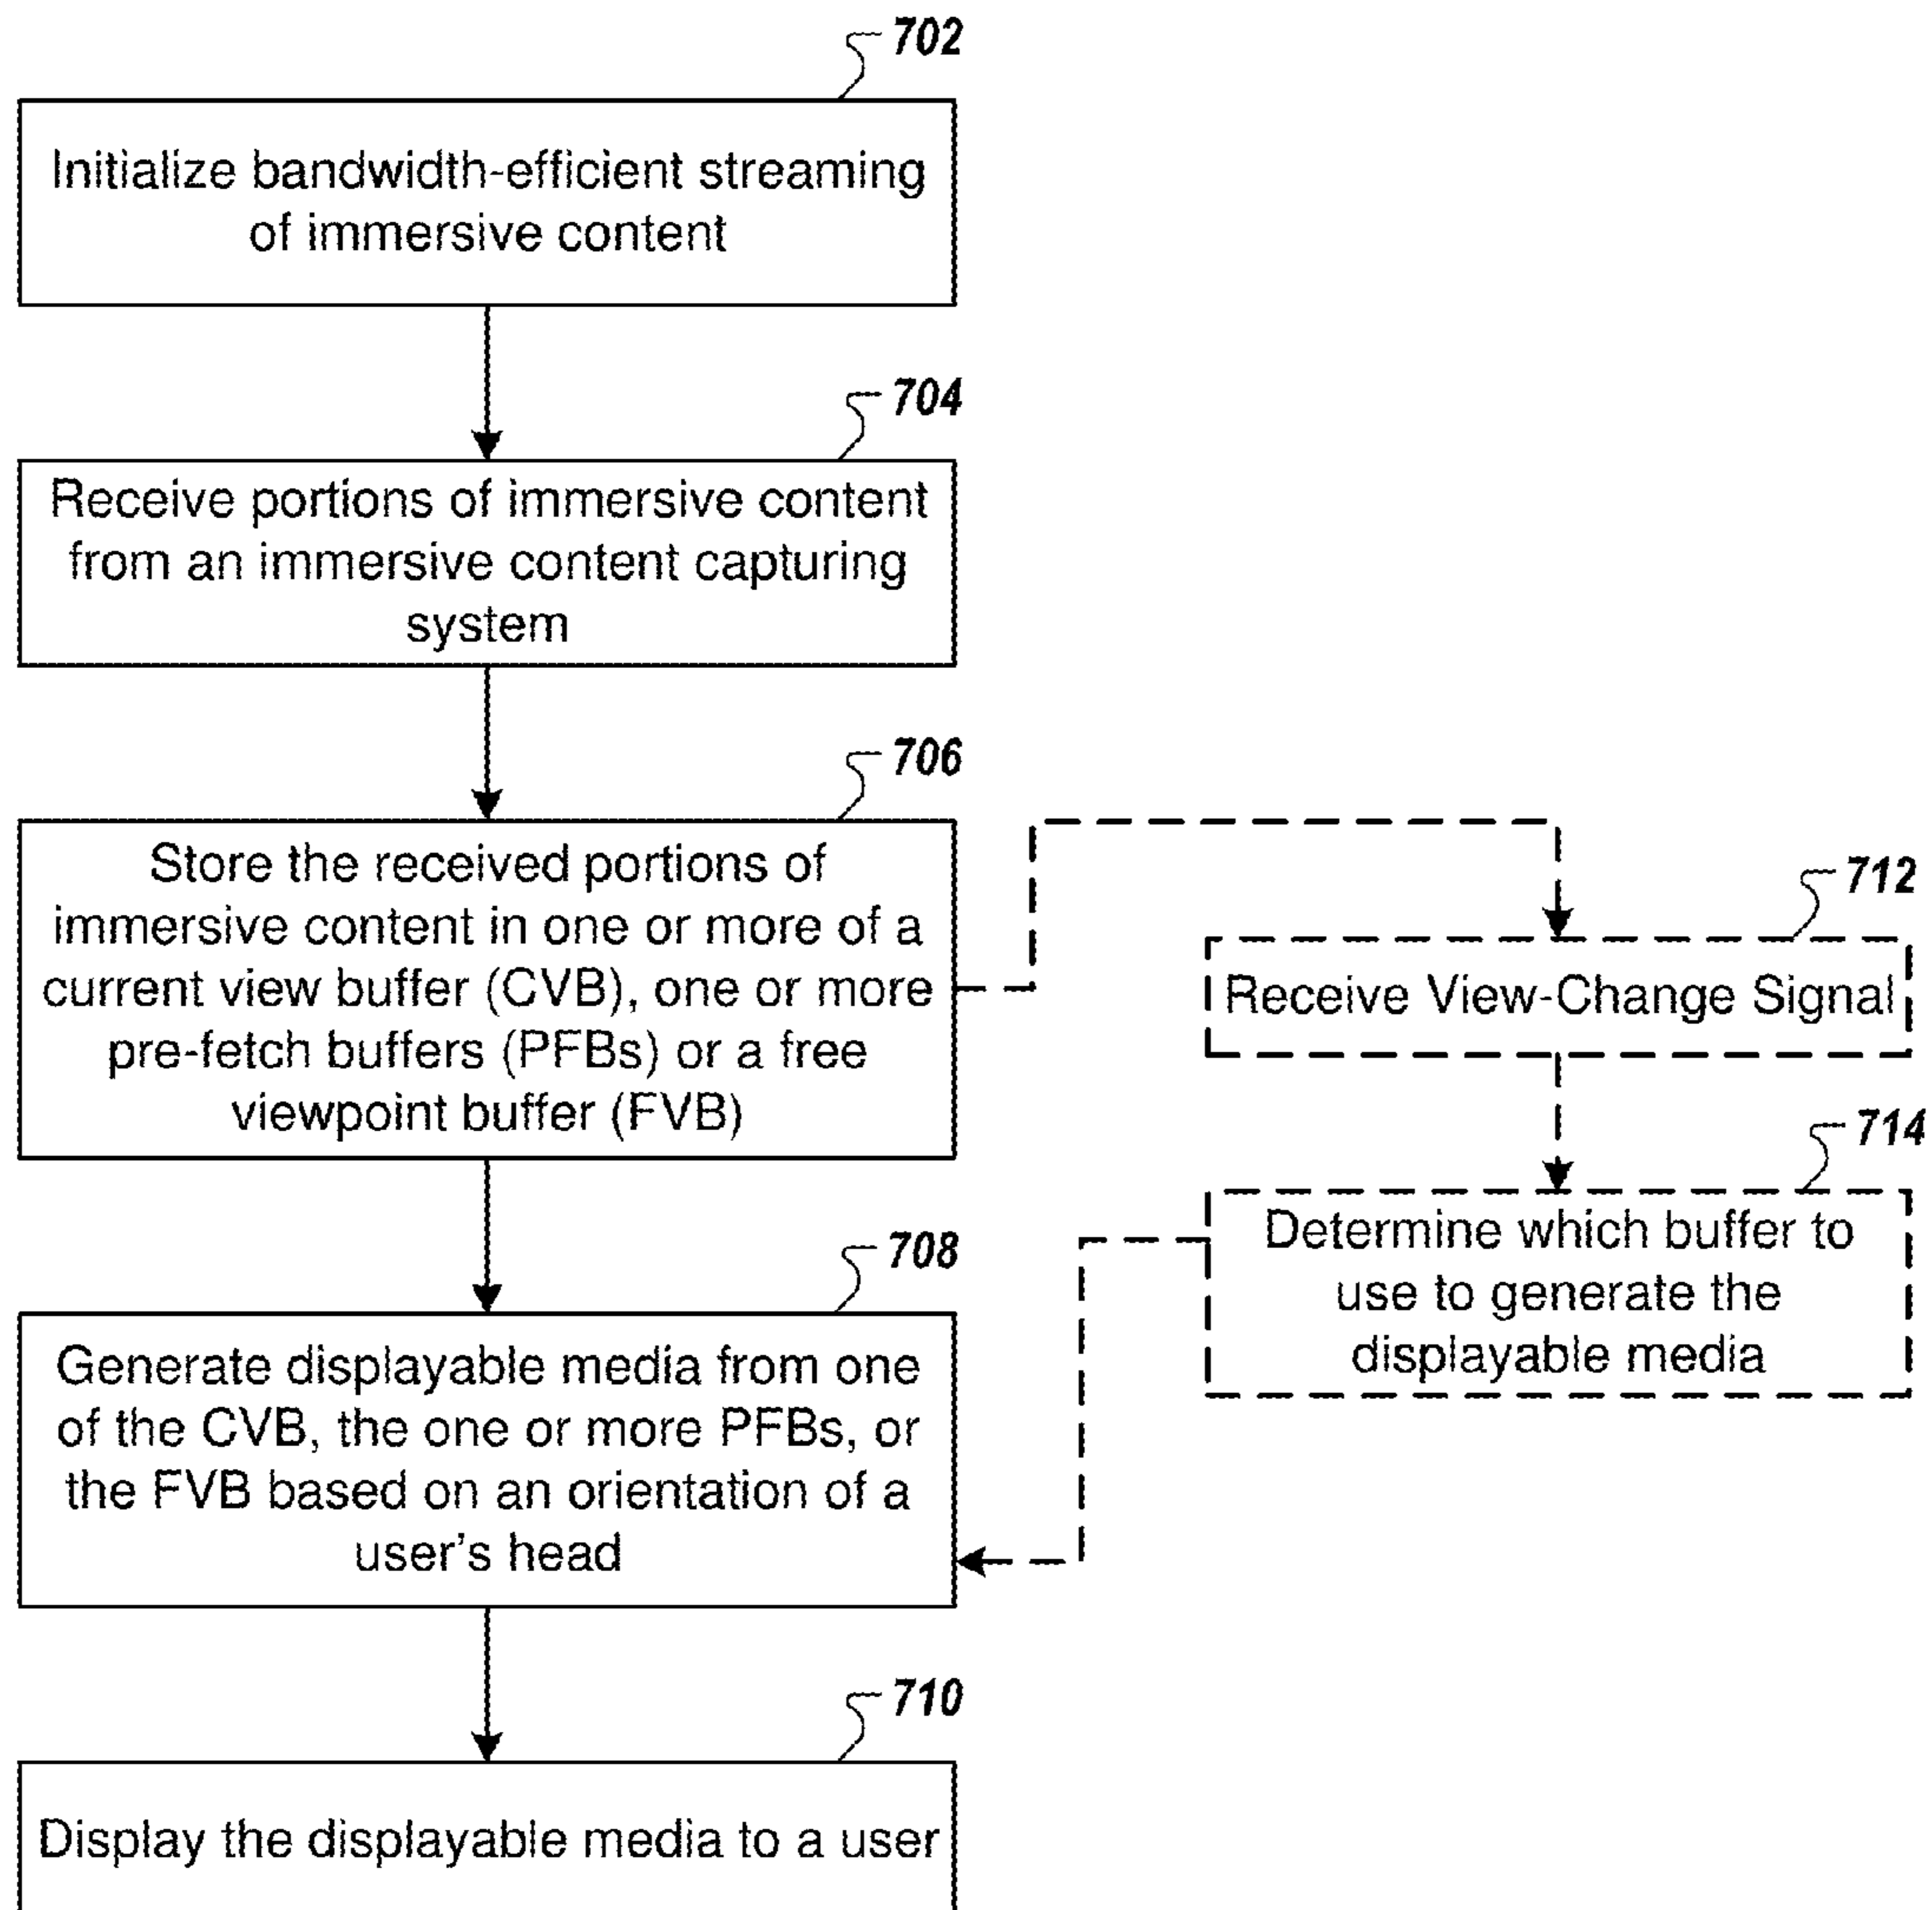 702
Initialize bandwidth-efficient streaming
of immersive content
704
Receive portions of immersive content
from an immersive content capturing
system
706
Store the received portions of
immersive content in one or more of a
current view buffer (CVB), one or more
pre-fetch buffers (PFBs) or a free
viewpoint buffer (FVB)
712
Receive View-Change Signal
714
Determine which buffer to
use to generate the
displayable media
708
Generate displayable media from one
of the CVB, the one or more PFBs, or
the FVB based on an orientation of a
user's head
710
Display the displayable media to a user